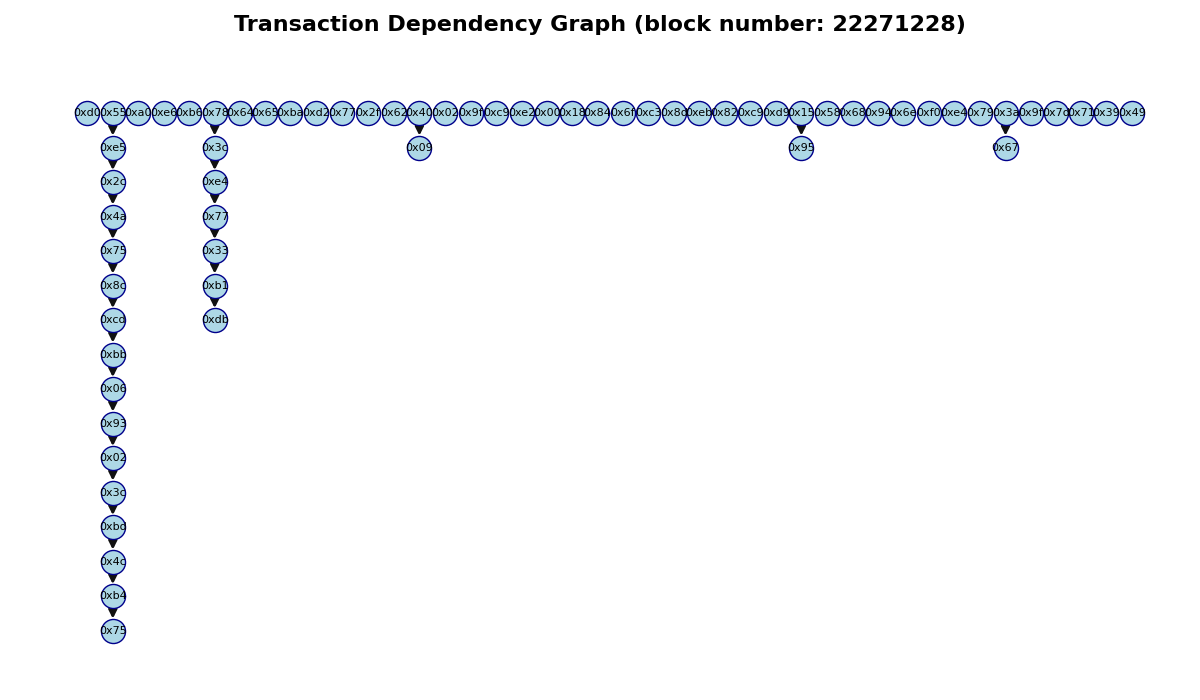 Transaction Dependency Graph (block number: 22271228)
0xd0 0x55 0xa0 0xe6 0xb6 0x78 0x64 0x65 0xba 0xd2 0x77 0x2f 0x62 0x40 0x02 0x9f 0xc9 0xe2 0x00 0x18 0x84 0x6f 0xc3 0x8d 0xeb 0x82 0xc9 0xd9 0x15 0x58 0x68 0x94 0x6e 0xf0 0xe4 0x79 0x3a 0x9f 0x7d 0x71 0x39 0x49
0xe5 0x3c 0x09 0x95 0x67
0x2c 0xe4
0x4a 0x77
0x75 0x33
0x8c 0xb1
0xcd 0xdb
0xbb
0x06
0x93
0x02
0x3c
0xbd
0x4c
0xb4
0x75